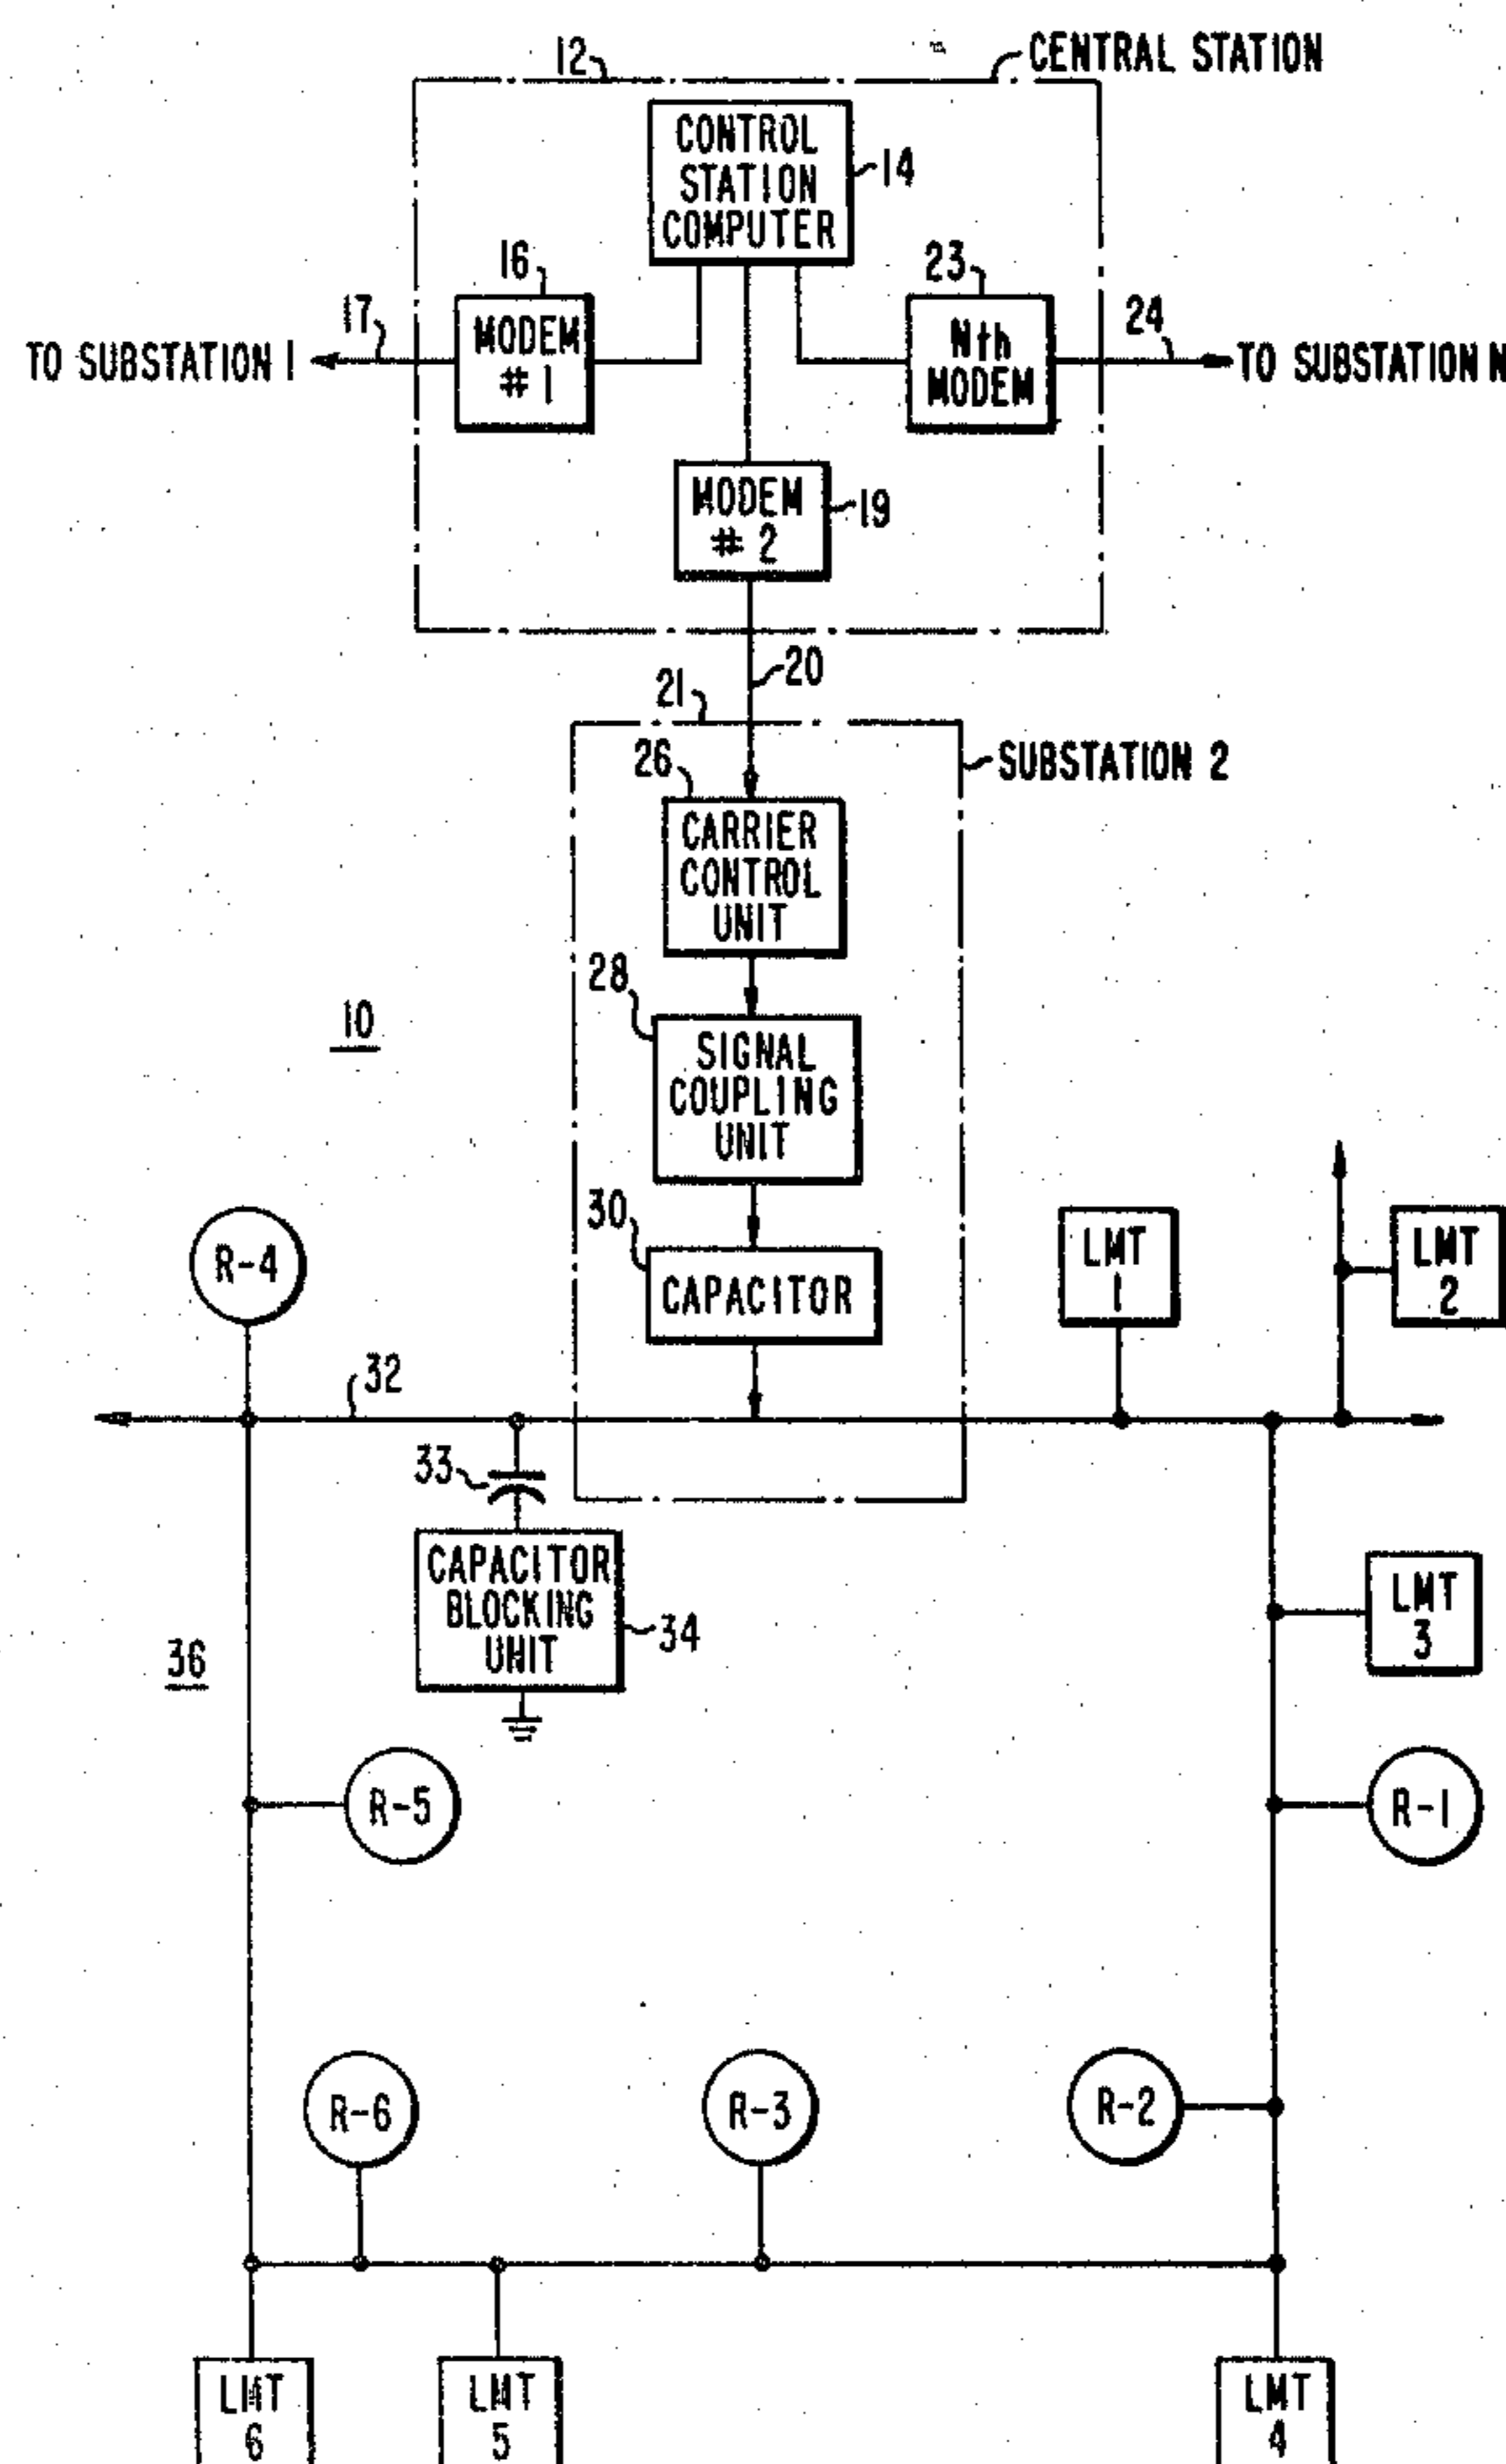 12
CENTRAL STATION
CONTROL
STATION
COMPUTER
14
16
23
17
MODEM
# 1
Nth
MODEM
24
TO SUBSTATION 1
TO SUBSTATION N
MODEM
# 2
19
20
21
SUBSTATION 2
26
CARRIER
CONTROL
UNIT
28
10
SIGNAL
COUPLING
UNIT
30
CAPACITOR
R-4
LMT
1
LMT
2
32
33
CAPACITOR
BLOCKING
UNIT
34
LMT
3
36
R-5
R-1
R-6
R-3
R-2
LMT
6
LMT
5
LMT
4